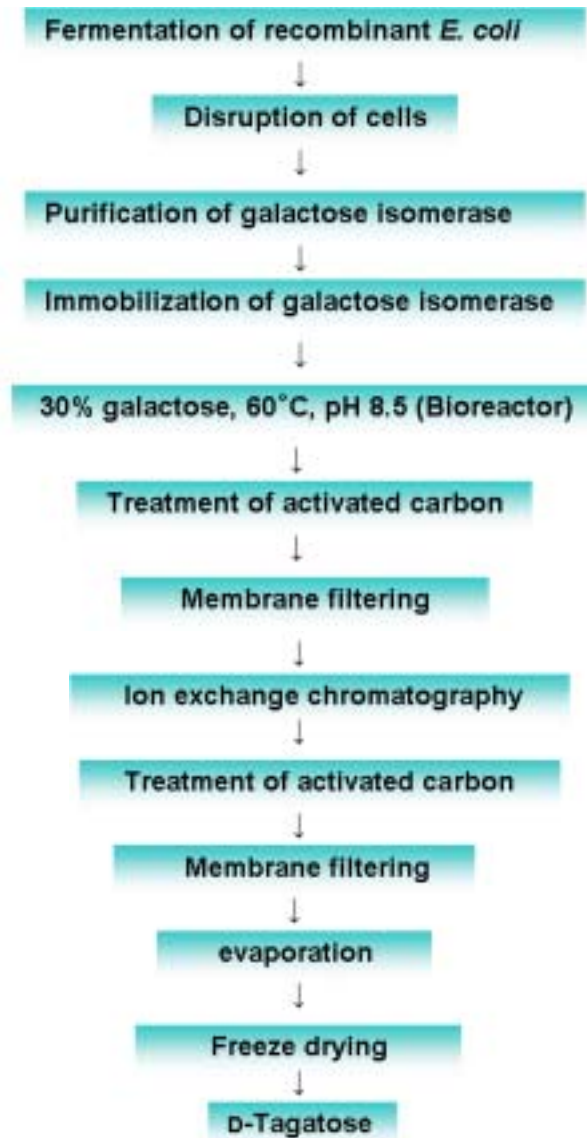 Fermentation of recombinant E. coli
↓
Disruption of cells
↓
Purification of galactose isomerase
↓
Immobilization of galactose isomerase
↓
30% galactose, 60°C, pH 8.5 (Bioreactor)
↓
Treatment of activated carbon
↓
Membrane filtering
↓
Ion exchange chromatography
↓
Treatment of activated carbon
↓
Membrane filtering
↓
evaporation
↓
Freeze drying
↓
D-Tagatose